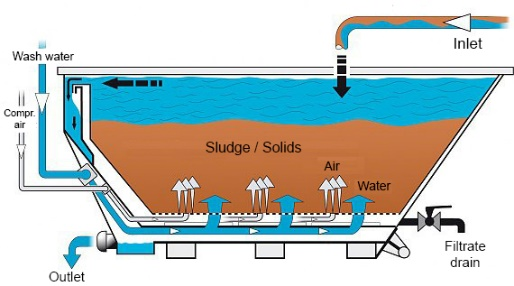 Inlet
Wash water
Compr.
air
Sludge / Solids
Air
Water
Filtrate
drain
Outlet